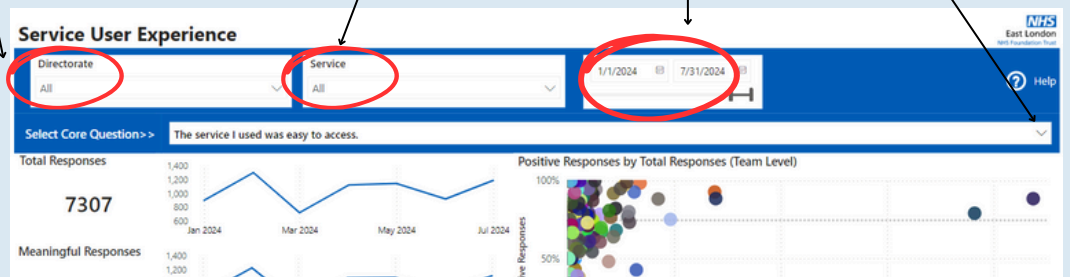 Service User Experience
NHS
East London
NHS Foundation Trust
Directorate
All
Service
All
1/1/2024
7/31/2024
Help
Select Core Question>>
The service I used was easy to access.
Total Responses
7307
1,400
1,200
1,000
800
600
Jan 2024
Mar 2024
May 2024
Jul 2024
Positive Responses by Total Responses (Team Level)
100%
50%
Meaningful Responses
1,400
1,200